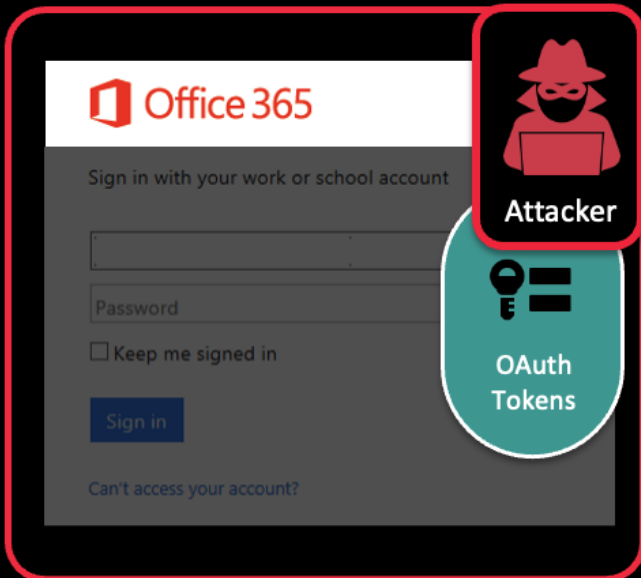 Office 365
Attacker
Sign in with your work or school account
OAuth
Tokens
Password
Keep me signed in
Sign in
Can't access your account?